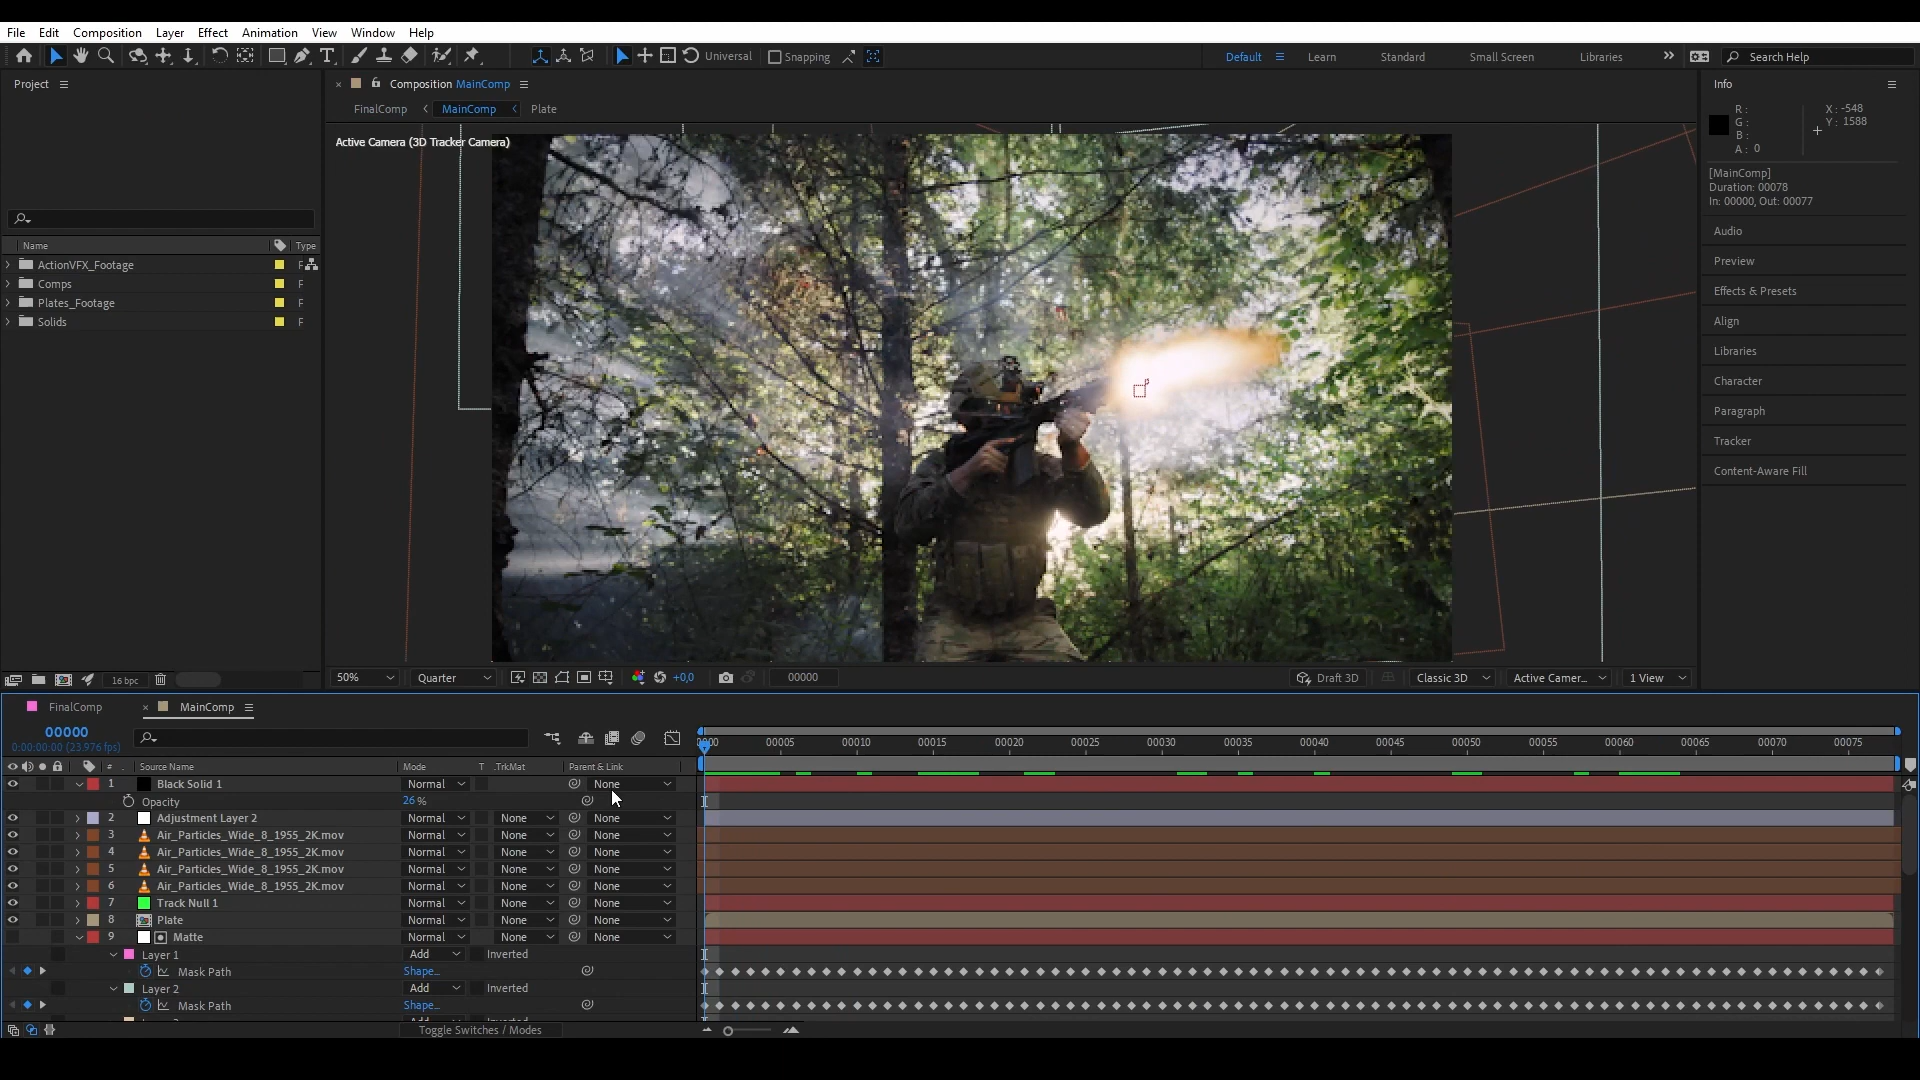 File Edit Composition Layer Effect Animation View Window Help
Universal Snapping Default Learn Standard Small Screen Libraries Search Help
Project
Name Type
ActionVFX_Footage F
Comps F
Plates_Footage F
Solids F
16 bpc
Composition MainComp
FinalComp MainComp Plate
Active Camera (3D Tracker Camera)
50% Quarter +0,0 00000 Draft 3D Classic 3D Active Camer... 1 View
Info
R :
G :
B :
A : 0
X : -548
Y : 1588
[MainComp]
Duration: 00078
In: 00000, Out: 00077
Audio
Preview
Effects & Presets
Align
Libraries
Character
Paragraph
Tracker
Content-Aware Fill
FinalComp MainComp
00000
0:00:00:00 (23.976 fps)
0000 00005 00010 00015 00020 00025 00030 00035 00040 00045 00050 00055 00060 00065 00070 00075
# Source Name Mode T .TrkMat Parent & Link
1 Black Solid 1 Normal None
Opacity 26 %
2 Adjustment Layer 2 Normal None None
3 Air_Particles_Wide_8_1955_2K.mov Normal None None
4 Air_Particles_Wide_8_1955_2K.mov Normal None None
5 Air_Particles_Wide_8_1955_2K.mov Normal None None
6 Air_Particles_Wide_8_1955_2K.mov Normal None None
7 Track Null 1 Normal None None
8 Plate Normal None None
9 Matte Normal None None
Layer 1 Add Inverted
Mask Path Shape...
Layer 2 Add Inverted
Mask Path Shape...
Toggle Switches / Modes